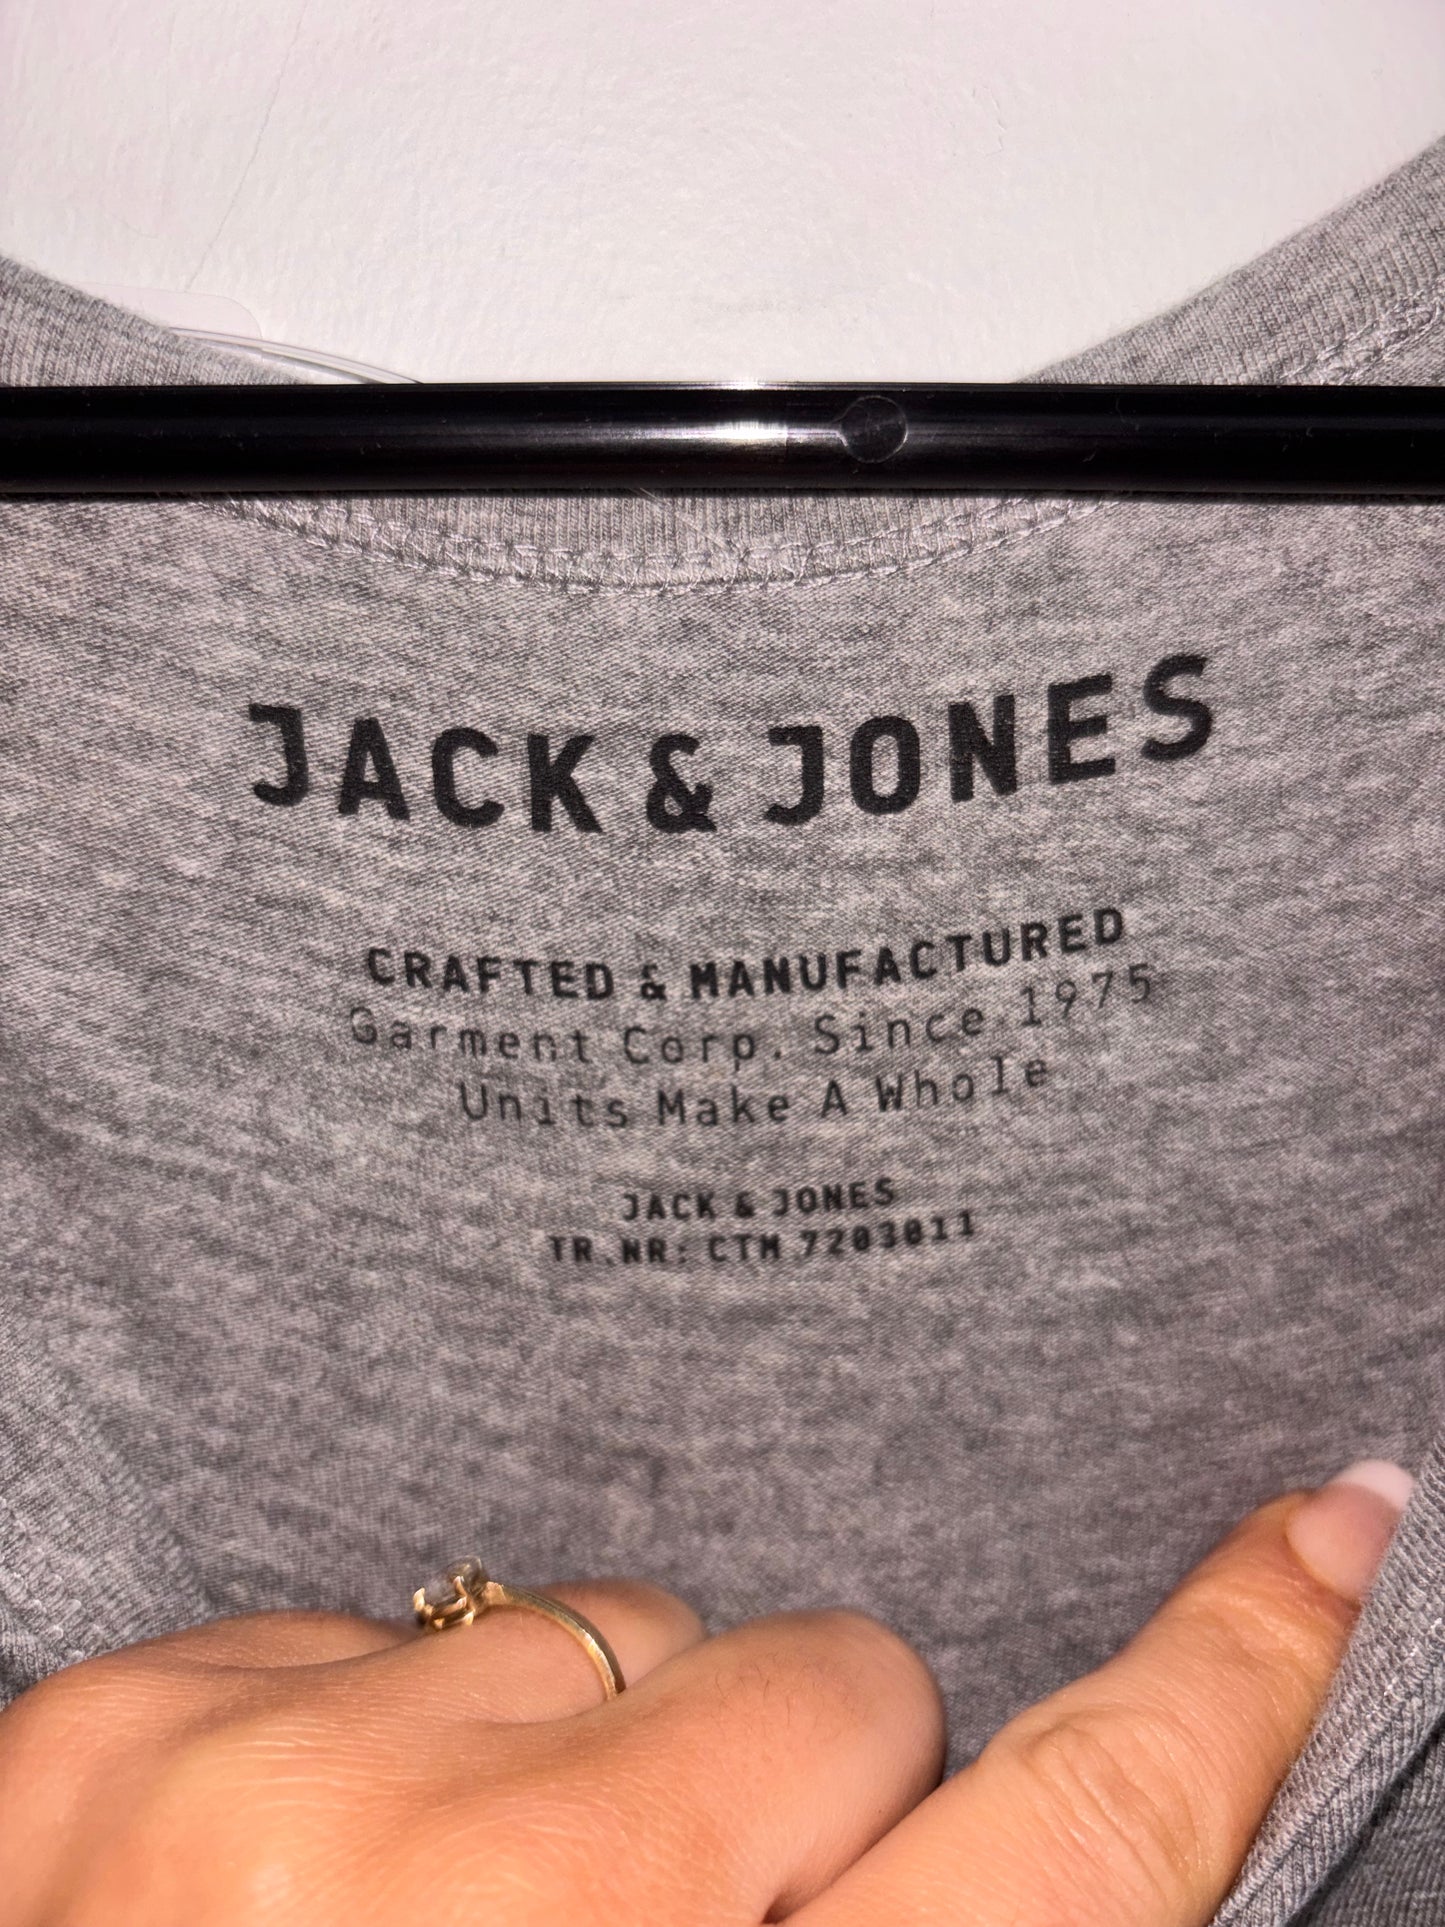 JACK & JONES
CRAFTED & MANUFACTURED
Garment Corp. Since 1975
Units Make A Whole
JACK & JONES
TR.NR: CTM 7203011